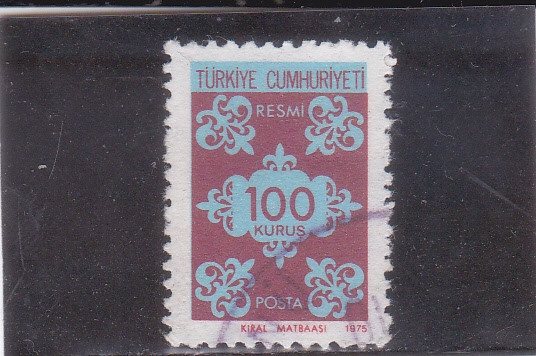 TÜRKİYE CUMHURİYETİ
RESMİ
100
KURUŞ
POSTA
KIRAL MATBAASI 1975